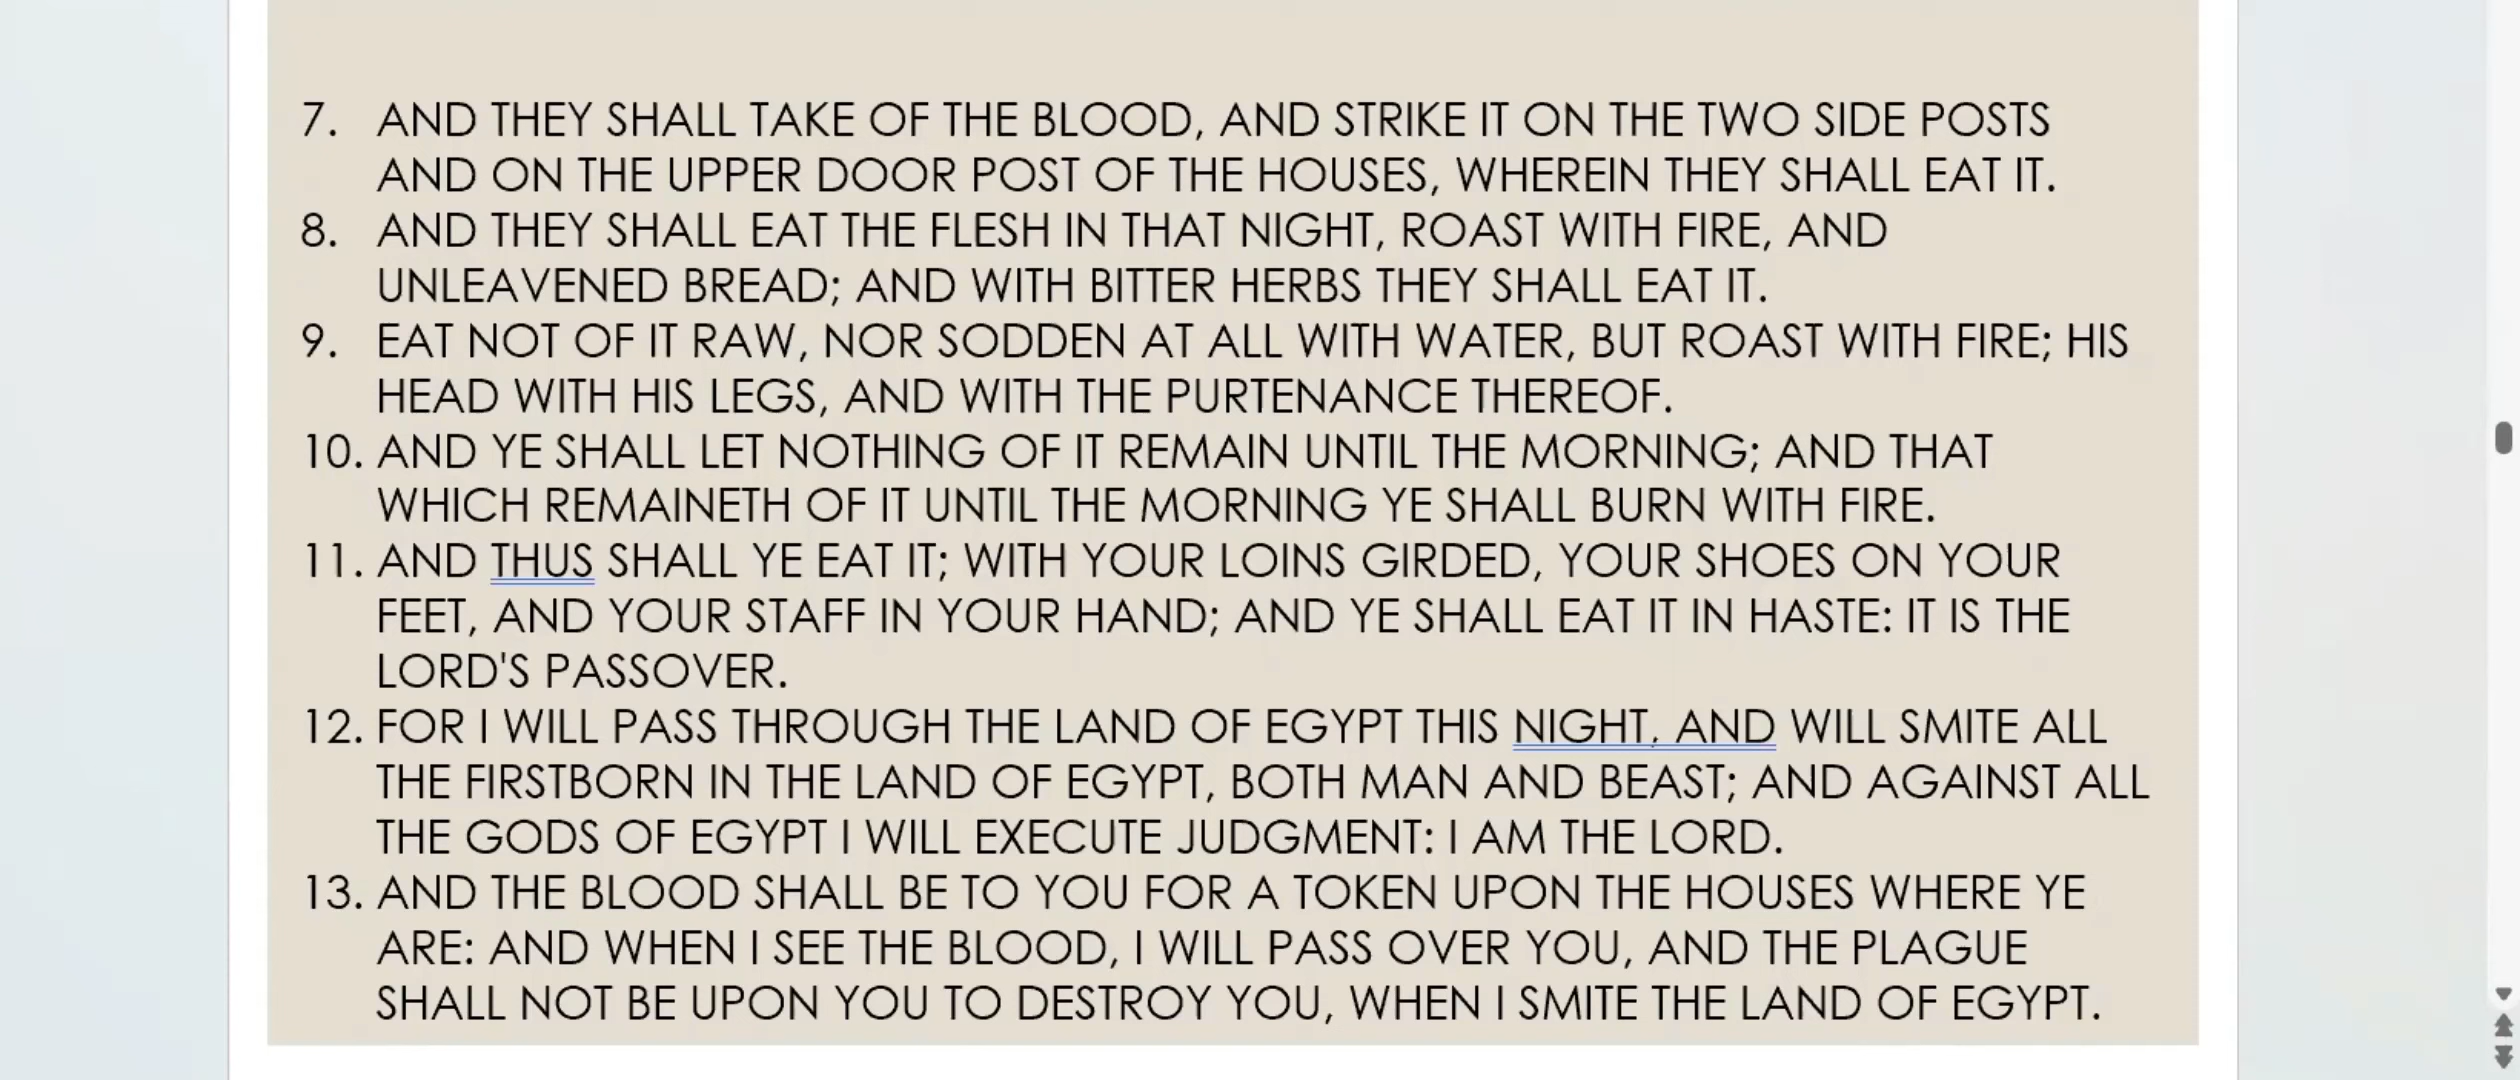 7. AND THEY SHALL TAKE OF THE BLOOD, AND STRIKE IT ON THE TWO SIDE POSTS
AND ON THE UPPER DOOR POST OF THE HOUSES, WHEREIN THEY SHALL EAT IT.
8. AND THEY SHALL EAT THE FLESH IN THAT NIGHT, ROAST WITH FIRE, AND
UNLEAVENED BREAD; AND WITH BITTER HERBS THEY SHALL EAT IT.
9. EAT NOT OF IT RAW, NOR SODDEN AT ALL WITH WATER, BUT ROAST WITH FIRE; HIS
HEAD WITH HIS LEGS, AND WITH THE PURTENANCE THEREOF.
10. AND YE SHALL LET NOTHING OF IT REMAIN UNTIL THE MORNING; AND THAT
WHICH REMAINETH OF IT UNTIL THE MORNING YE SHALL BURN WITH FIRE.
11. AND THUS SHALL YE EAT IT; WITH YOUR LOINS GIRDED, YOUR SHOES ON YOUR
FEET, AND YOUR STAFF IN YOUR HAND; AND YE SHALL EAT IT IN HASTE: IT IS THE
LORD'S PASSOVER.
12. FOR I WILL PASS THROUGH THE LAND OF EGYPT THIS NIGHT, AND WILL SMITE ALL
THE FIRSTBORN IN THE LAND OF EGYPT, BOTH MAN AND BEAST; AND AGAINST ALL
THE GODS OF EGYPT I WILL EXECUTE JUDGMENT: I AM THE LORD.
13. AND THE BLOOD SHALL BE TO YOU FOR A TOKEN UPON THE HOUSES WHERE YE
ARE: AND WHEN I SEE THE BLOOD, I WILL PASS OVER YOU, AND THE PLAGUE
SHALL NOT BE UPON YOU TO DESTROY YOU, WHEN I SMITE THE LAND OF EGYPT.